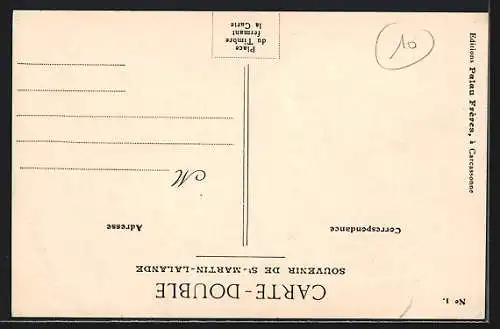 CARTE-DOUBLE
SOUVENIR DE St-MARTIN-LALANDE
No 1.
Correspondance
Adresse
M
Place
du Timbre
fermant
la Carte
Editions Palau Frères, à Carcassonne
10